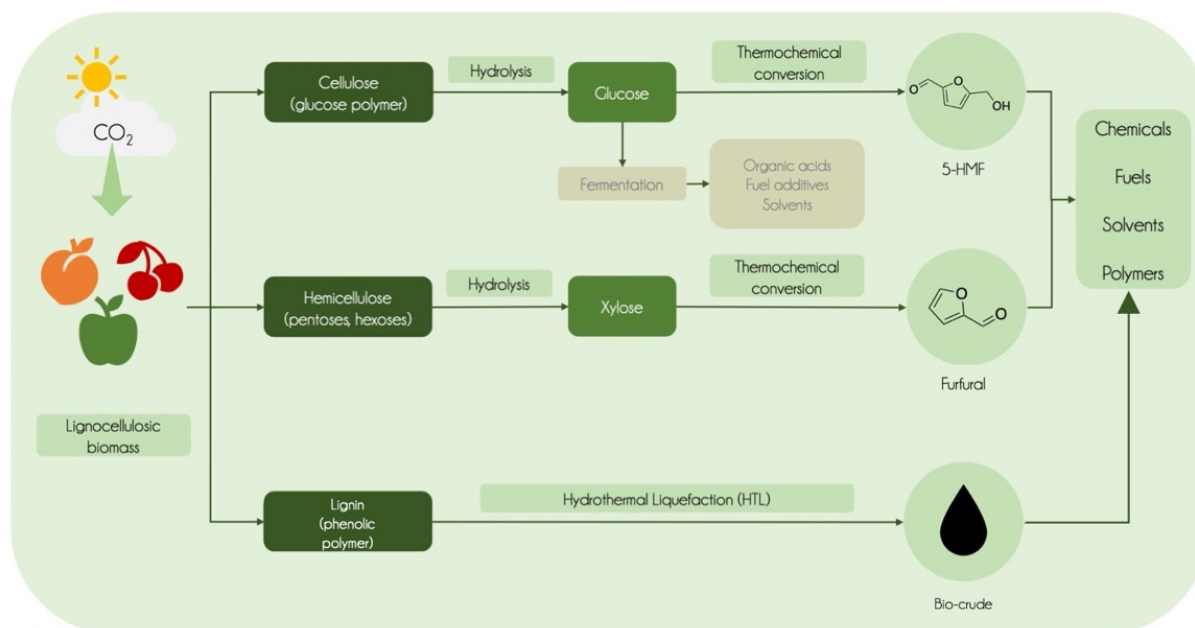 CO₂
Lignocellulosic
biomass
Cellulose
(glucose polymer)
Hydrolysis
Glucose
Thermochemical
conversion
O
O
OH
5-HMF
Fermentation
Organic acids
Fuel additives
Solvents
Hemicellulose
(pentoses, hexoses)
Hydrolysis
Xylose
Thermochemical
conversion
O
O
Furfural
Lignin
(phenolic
polymer)
Hydrothermal Liquefaction (HTL)
Bio-crude
Chemicals
Fuels
Solvents
Polymers